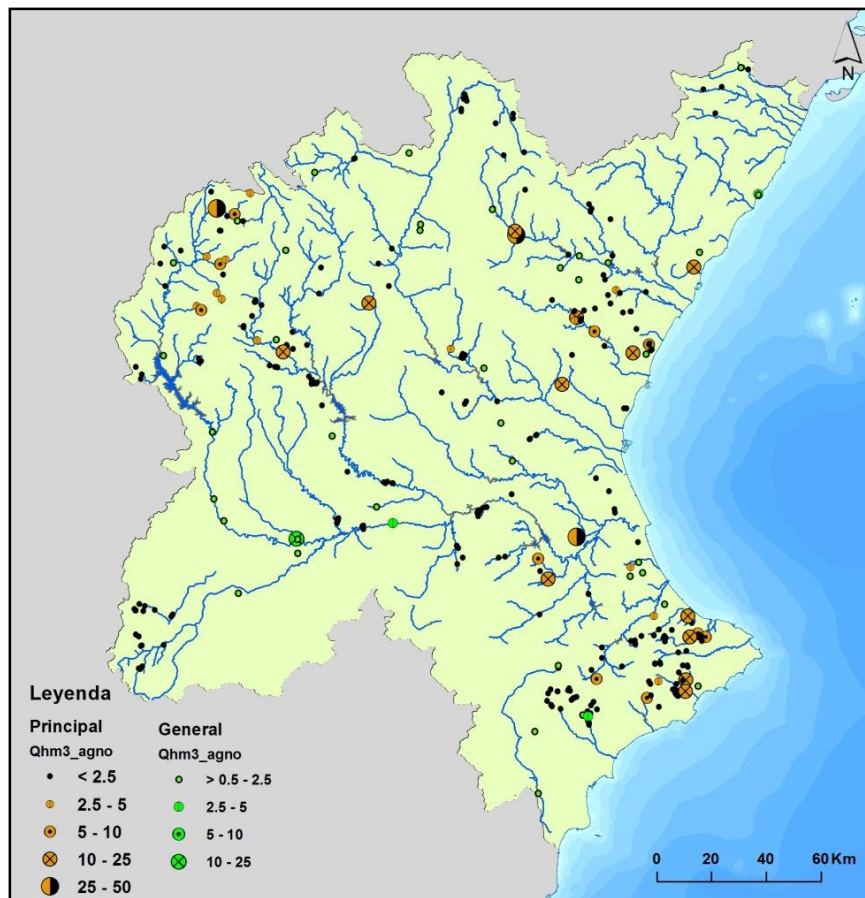 N
Leyenda
Principal
Qhm3_agno
< 2.5
2.5 - 5
5 - 10
10 - 25
25 - 50
General
Qhm3_agno
> 0.5 - 2.5
2.5 - 5
5 - 10
10 - 25
0 20 40 60 Km